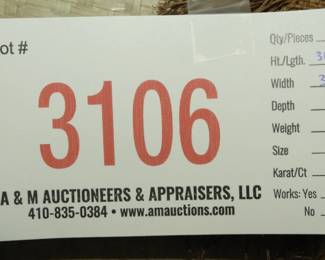 ot #
3106
A & M AUCTIONEERS & APPRAISERS, LLC
410-835-0384 • www.amauctions.com
Qty/Pieces
Ht./Lgth.
Width
Depth
Weight
Size
Karat/Ct
Works: Yes
No